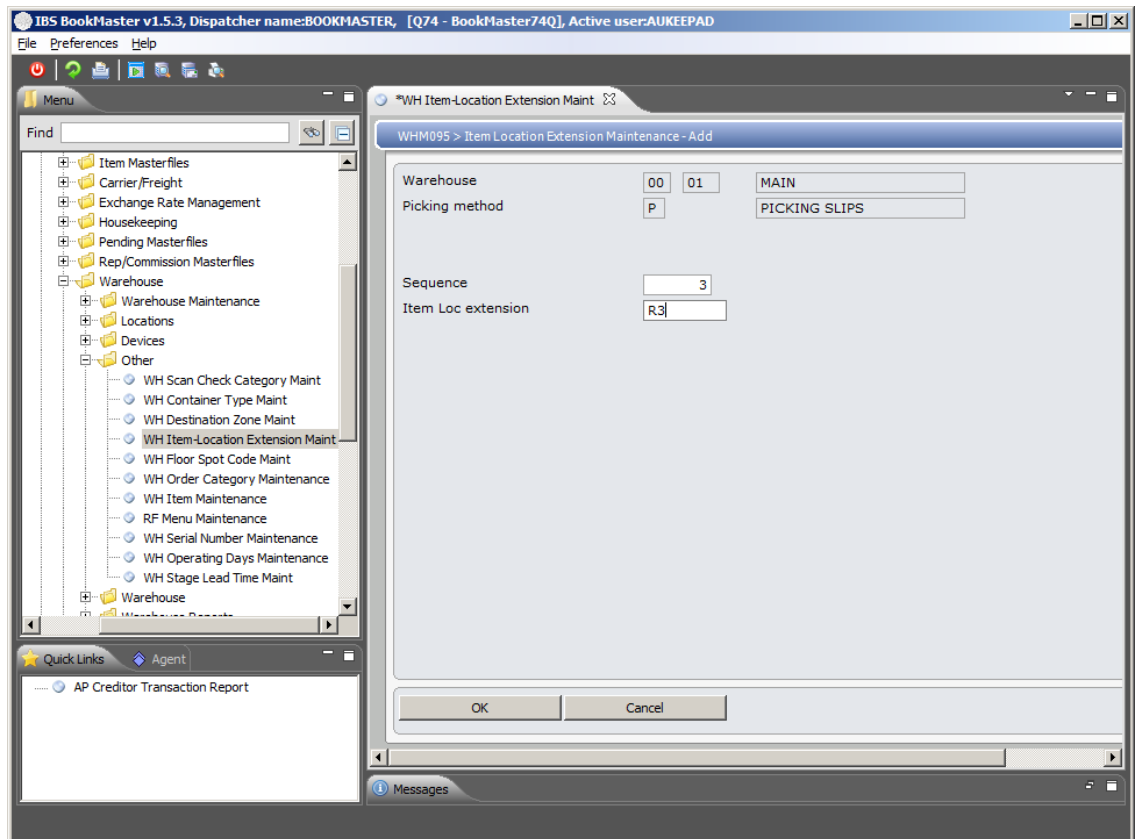 IBS BookMaster v1.5.3, Dispatcher name:BOOKMASTER, [Q74 - BookMaster74Q], Active user:AUKEEPAD
File Preferences Help
Menu
Find
Item Masterfiles
Carrier/Freight
Exchange Rate Management
Housekeeping
Pending Masterfiles
Rep/Commission Masterfiles
Warehouse
Warehouse Maintenance
Locations
Devices
Other
WH Scan Check Category Maint
WH Container Type Maint
WH Destination Zone Maint
WH Item-Location Extension Maint
WH Floor Spot Code Maint
WH Order Category Maintenance
WH Item Maintenance
RF Menu Maintenance
WH Serial Number Maintenance
WH Operating Days Maintenance
WH Stage Lead Time Maint
Warehouse
Warehouse Reports
Quick Links Agent
AP Creditor Transaction Report
*WH Item-Location Extension Maint
WHM095 > Item Location Extension Maintenance - Add
Warehouse 00 01 MAIN
Picking method P PICKING SLIPS
Sequence 3
Item Loc extension R3
OK Cancel
Messages